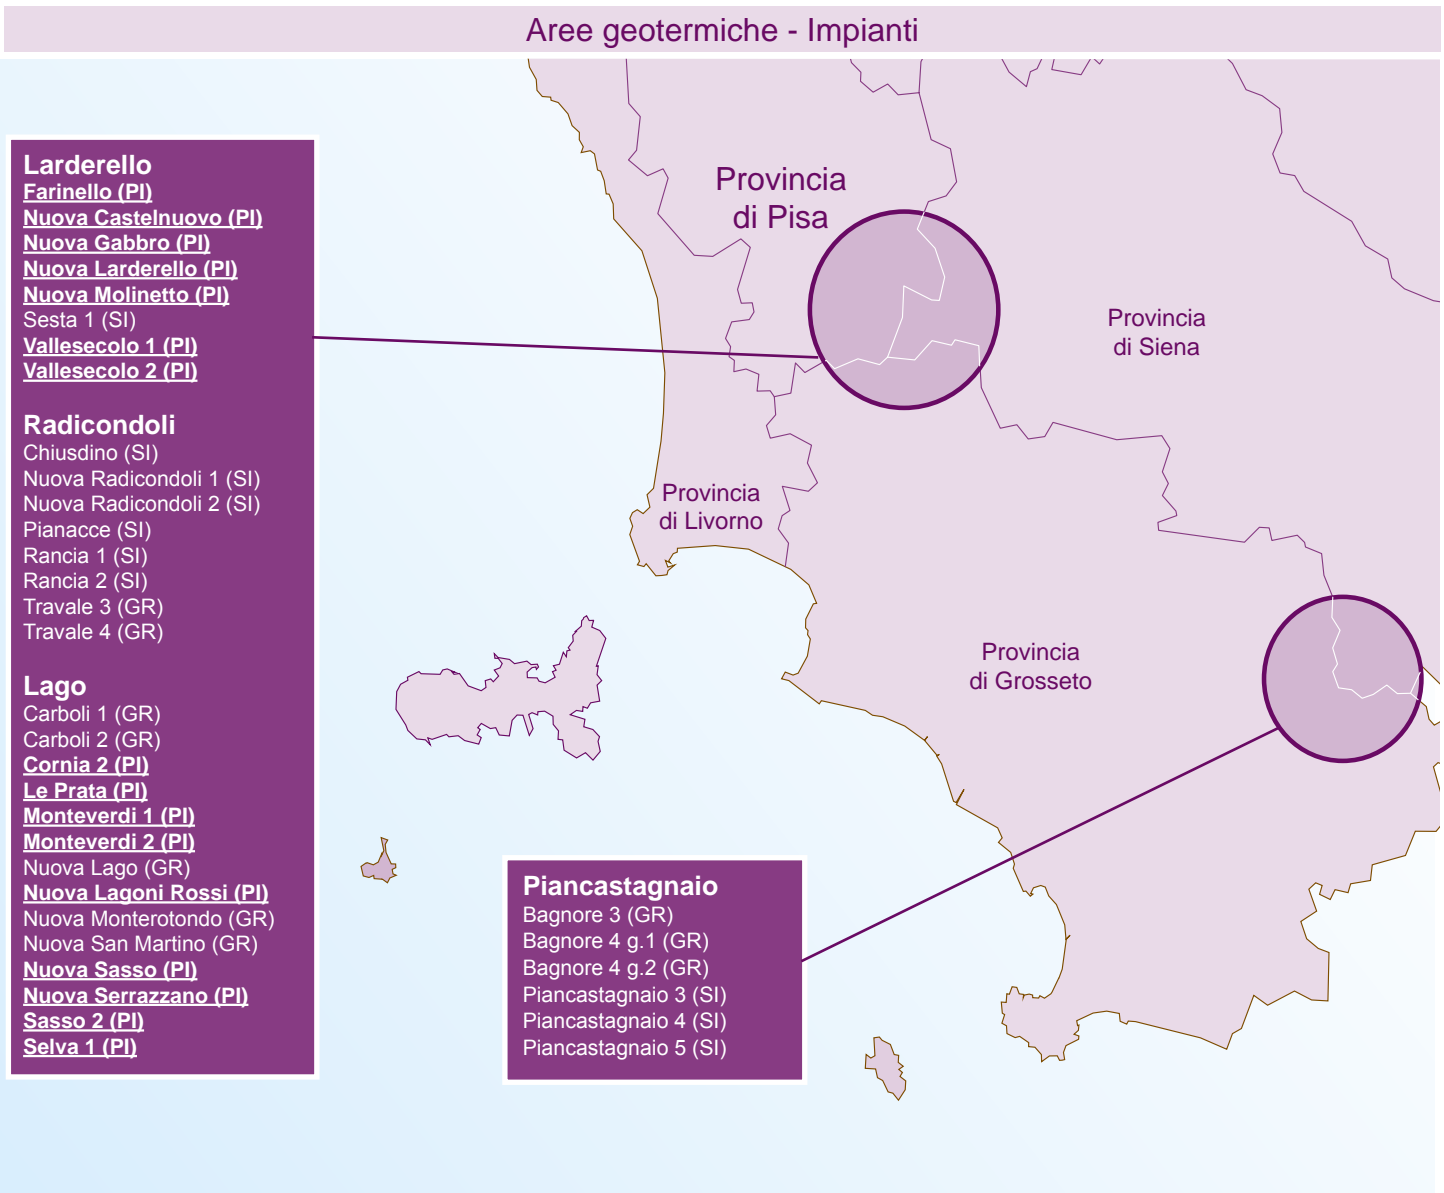 Aree geotermiche - Impianti
Larderello
Farinello (PI)
Nuova Castelnuovo (PI)
Nuova Gabbro (PI)
Nuova Larderello (PI)
Nuova Molinetto (PI)
Sesta 1 (SI)
Vallesecolo 1 (PI)
Vallesecolo 2 (PI)
Radicondoli
Chiusdino (SI)
Nuova Radicondoli 1 (SI)
Nuova Radicondoli 2 (SI)
Pianacce (SI)
Rancia 1 (SI)
Rancia 2 (SI)
Travale 3 (GR)
Travale 4 (GR)
Lago
Carboli 1 (GR)
Carboli 2 (GR)
Cornia 2 (PI)
Le Prata (PI)
Monteverdi 1 (PI)
Monteverdi 2 (PI)
Nuova Lago (GR)
Nuova Lagoni Rossi (PI)
Nuova Monterotondo (GR)
Nuova San Martino (GR)
Nuova Sasso (PI)
Nuova Serrazzano (PI)
Sasso 2 (PI)
Selva 1 (PI)
Provincia
di Pisa
Provincia
di Siena
Provincia
di Livorno
Provincia
di Grosseto
Piancastagnaio
Bagnore 3 (GR)
Bagnore 4 g.1 (GR)
Bagnore 4 g.2 (GR)
Piancastagnaio 3 (SI)
Piancastagnaio 4 (SI)
Piancastagnaio 5 (SI)